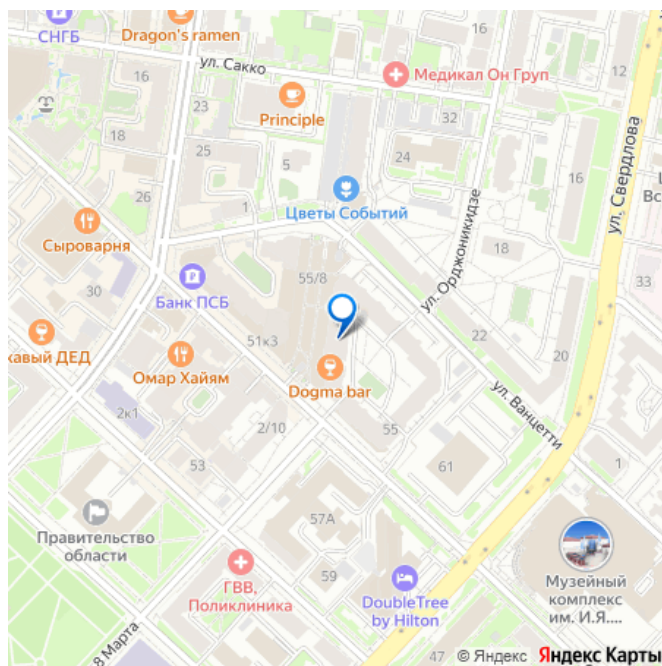 СНГБ
16
Dragon's ramen
ул. Сакко
16
12
Медикал Он Груп
23
Principle
32
18
25
5
24
16
ул. Свердлова
Вс
26
Цветы Событий
Сыроварня
ул. Орджоникидзе
18
30
Банк ПСБ
55/8
33
кавый ДЕД
51к3
22
20
Омар Хайям
Dogma bar
ул. Ванцетти
2к1
2/10
55
53
61
1
57А
Правительство
области
ГВВ,
Поликлиника
59
DoubleTree
by Hilton
Музейный
комплекс
им. И.Я....
8 Марта
47
© Яндекс Яндекс Карты